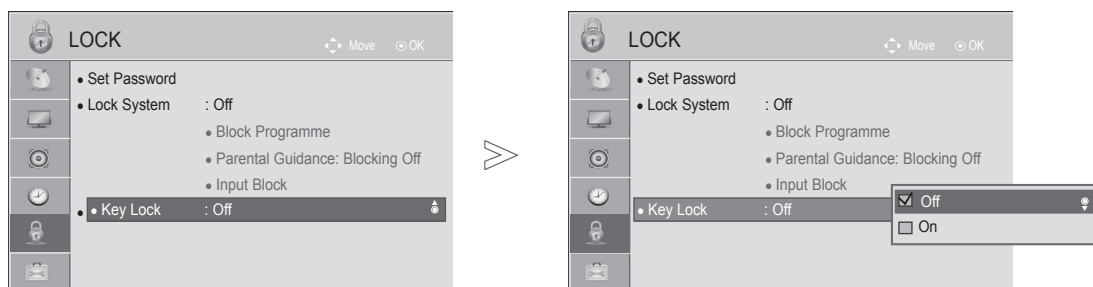 LOCK
Move OK
• Set Password
• Lock System : Off
• Block Programme
• Parental Guidance: Blocking Off
• Input Block
• • Key Lock : Off
LOCK
Move OK
• Set Password
• Lock System : Off
• Block Programme
• Parental Guidance: Blocking Off
• Input Block
• Key Lock : Off
Off
On